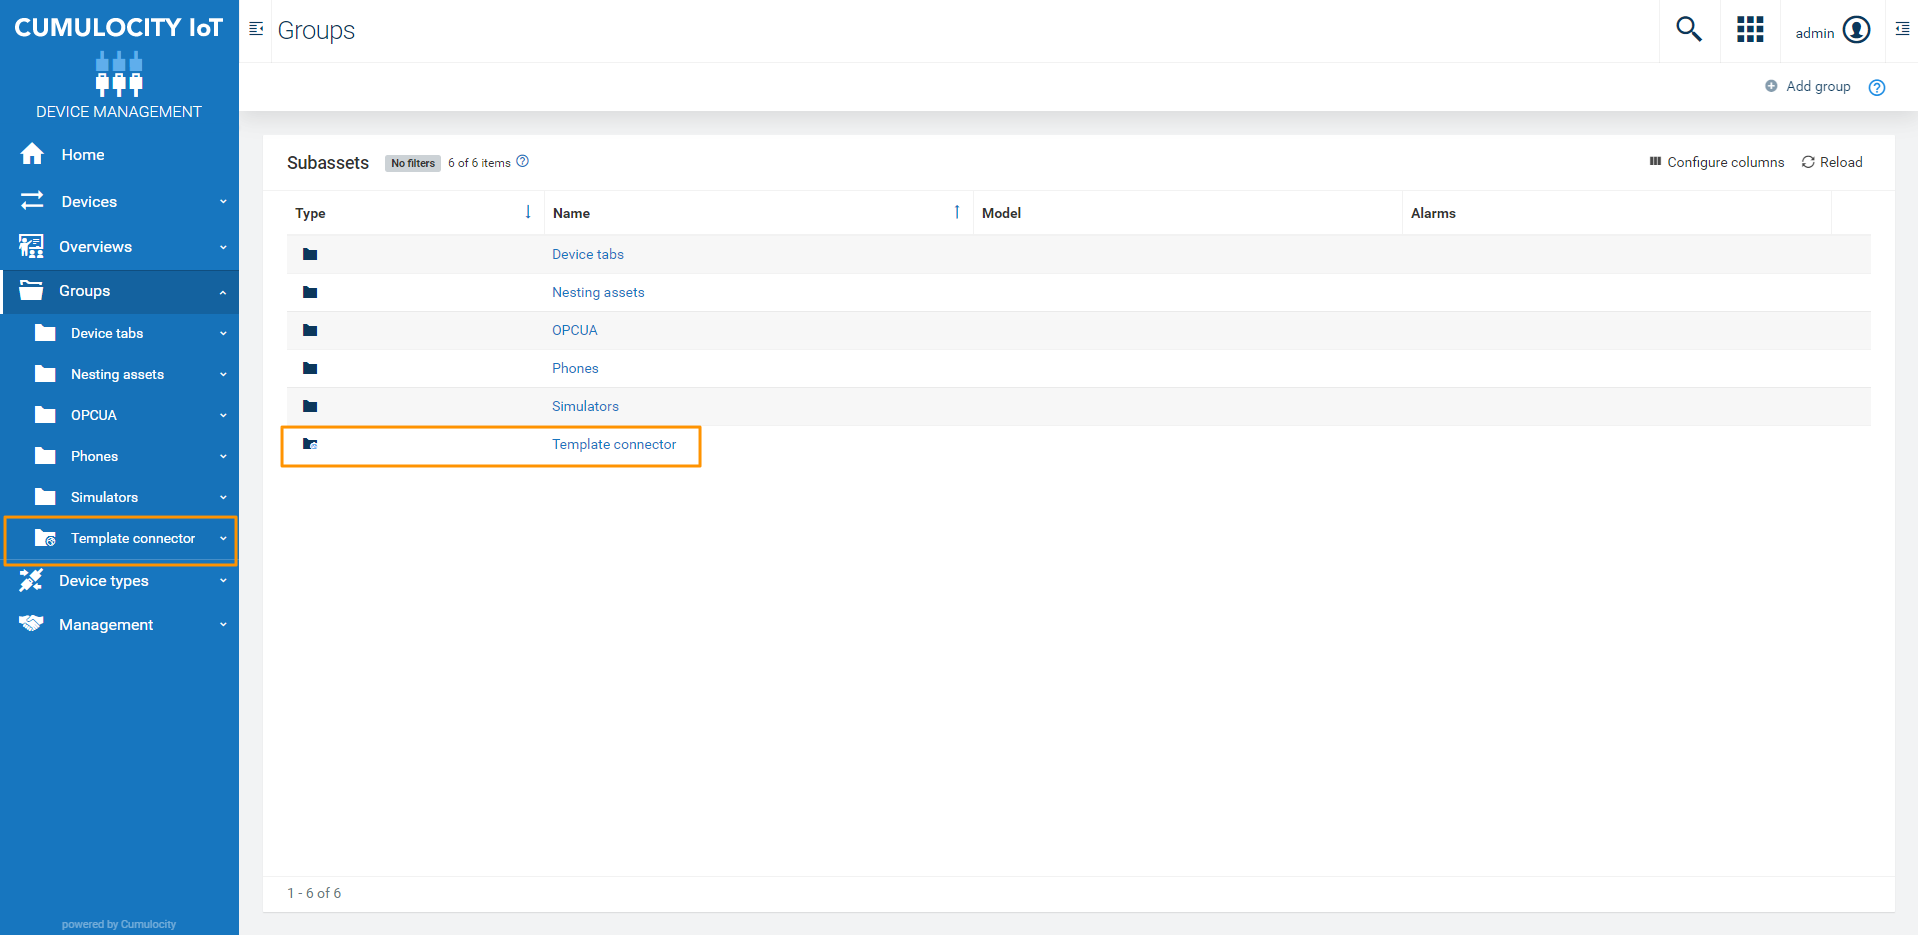 CUMULOCITY IoT
DEVICE MANAGEMENT
Home
Devices
Overviews
Groups
Device tabs
Nesting assets
OPCUA
Phones
Simulators
Template connector
Device types
Management
powered by Cumulocity
Groups
admin
Add group
Subassets No filters 6 of 6 items
Configure columns Reload
Type Name Model Alarms
Device tabs
Nesting assets
OPCUA
Phones
Simulators
Template connector
1 - 6 of 6